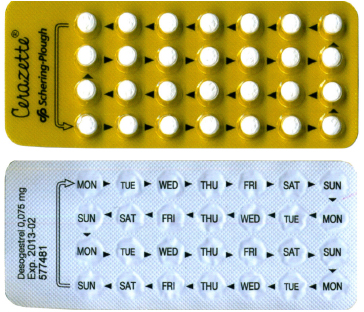 Cerazette®
Schering-Plough
Desogestrel 0,075 mg
Exp. 2013-02
577481
MON TUE WED THU FRI SAT SUN
SUN SAT FRI THU WED TUE MON
MON TUE WED THU FRI SAT SUN
SUN SAT FRI THU WED TUE MON